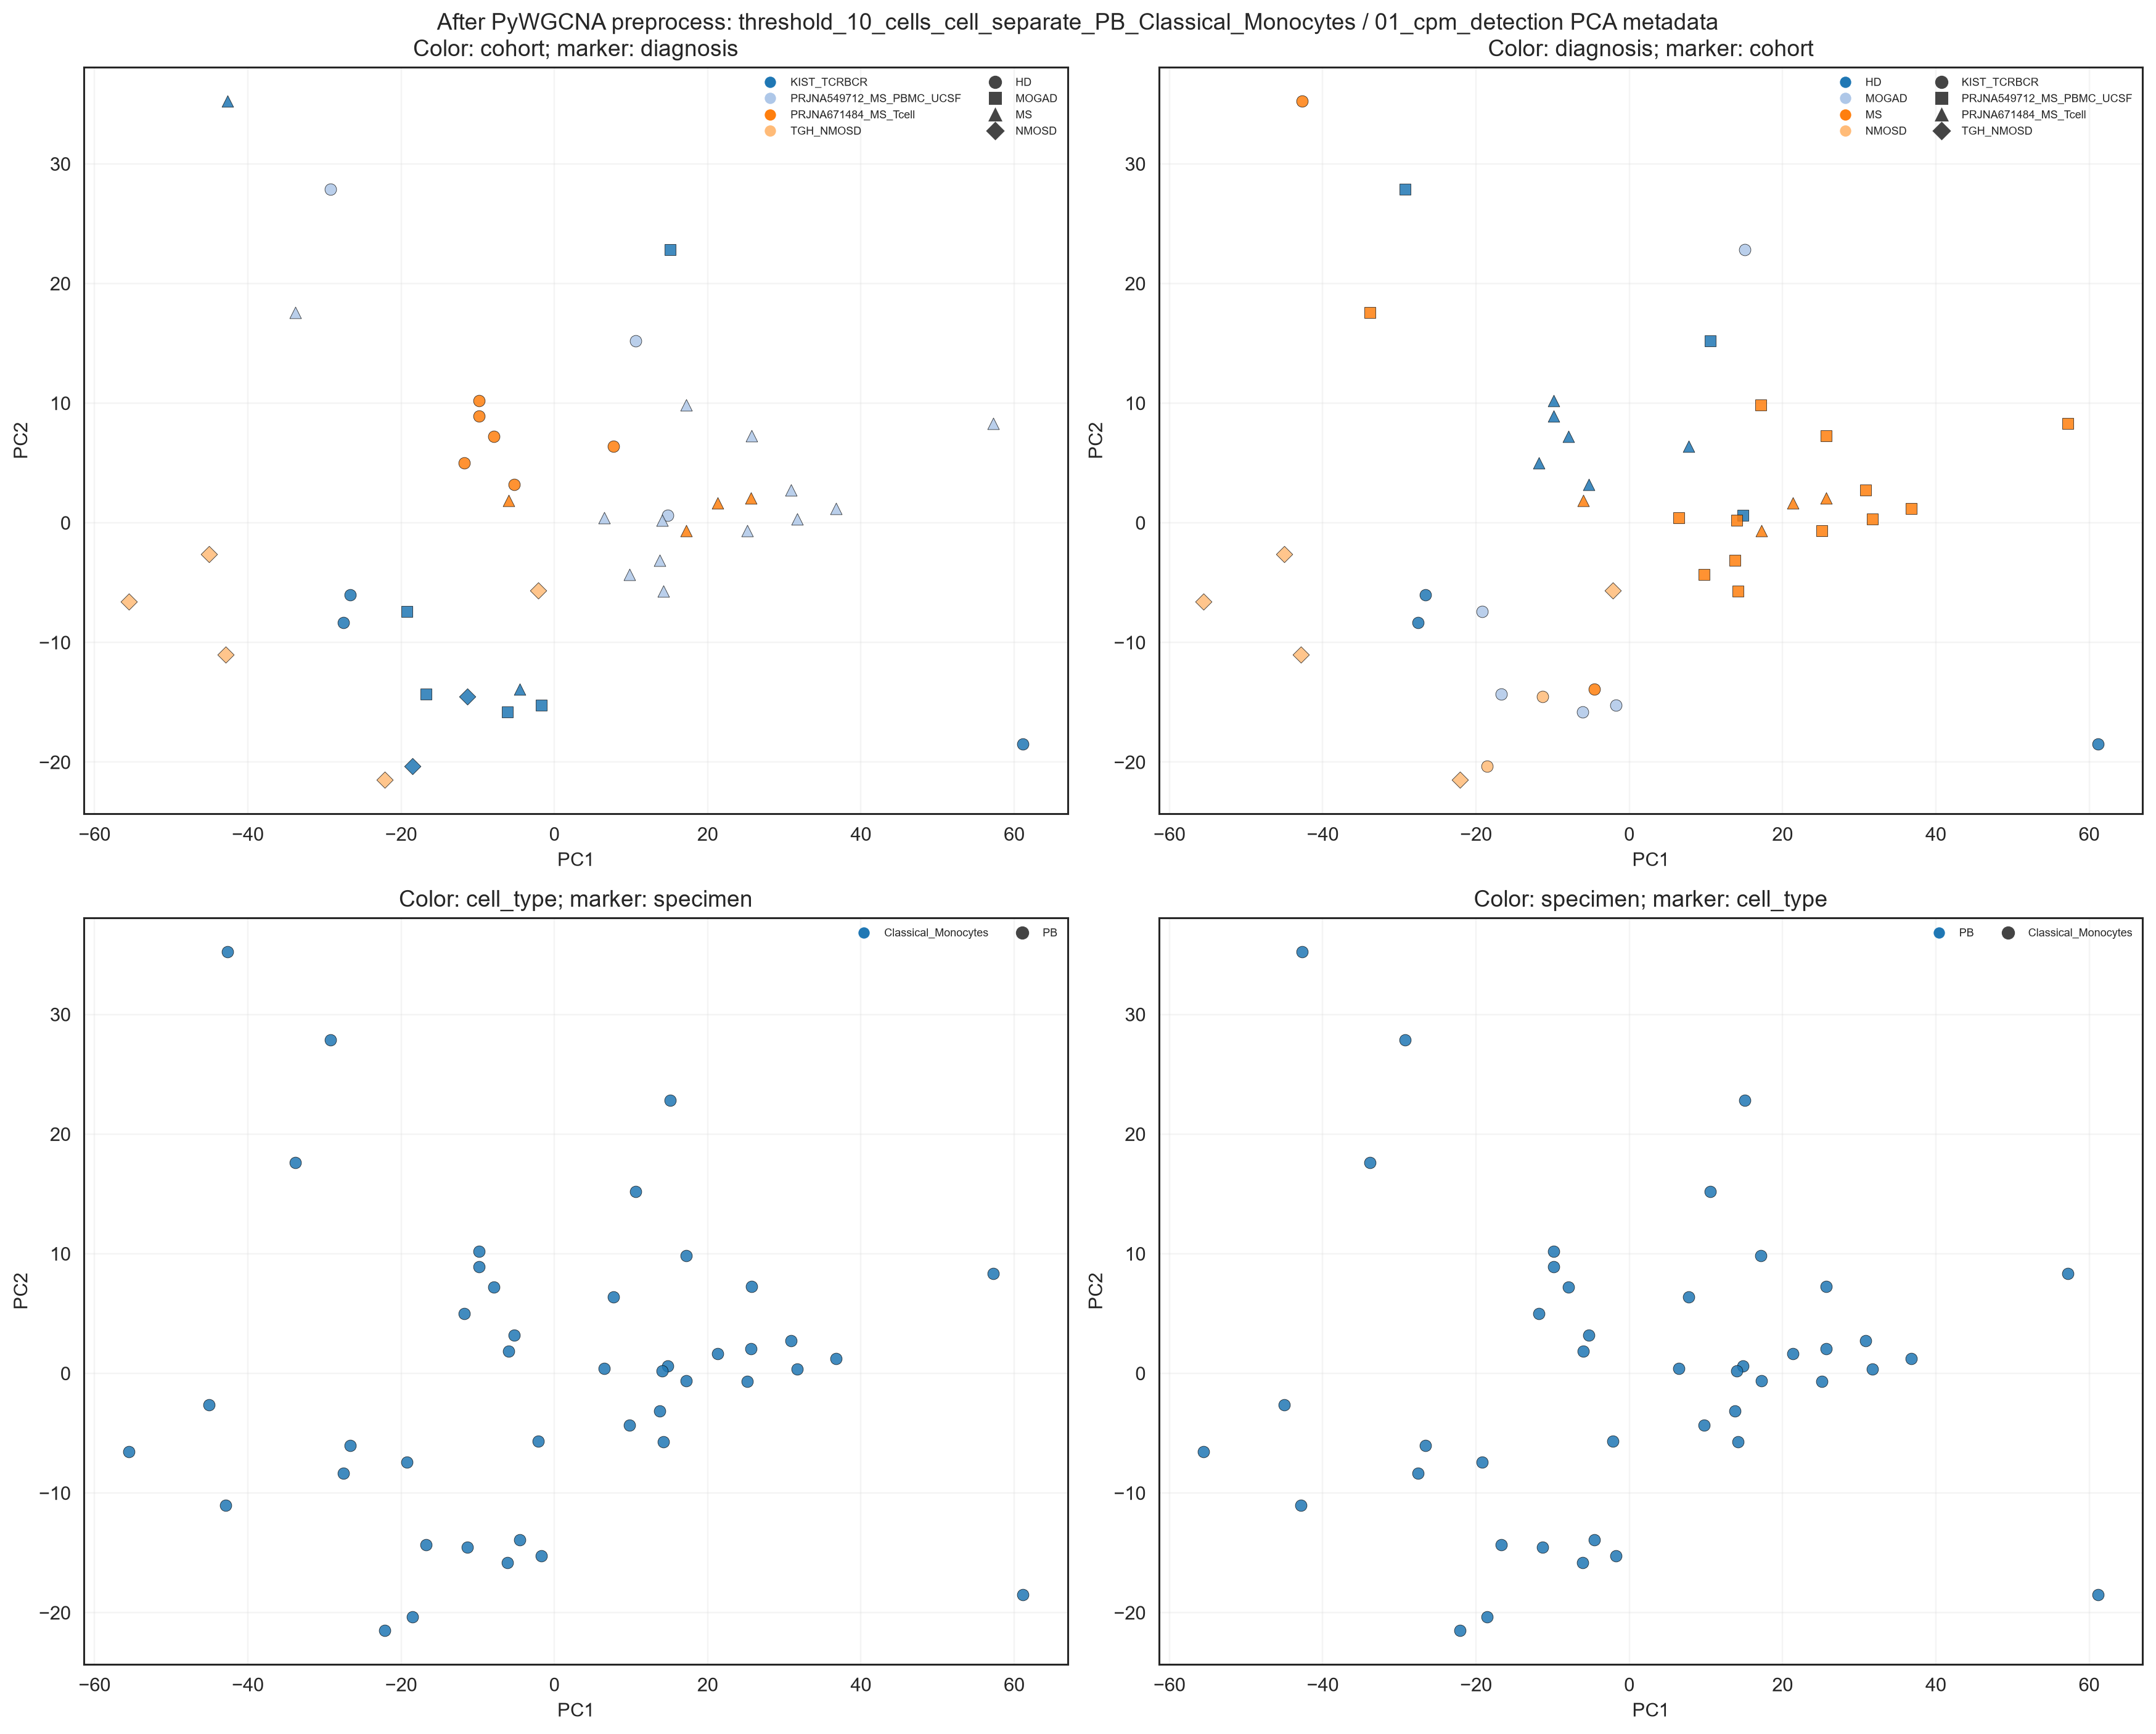 After PyWGCNA preprocess: threshold_10_cells_cell_separate_PB_Classical_Monocytes / 01_cpm_detection PCA metadata
Color: cohort; marker: diagnosis
KIST_TCRBCR
PRJNA549712_MS_PBMC_UCSF
PRJNA671484_MS_Tcell
TGH_NMOSD
HD
MOGAD
MS
NMOSD
PC2
30
20
10
0
−10
−20
−60
−40
−20
0
20
40
60
PC1
Color: diagnosis; marker: cohort
HD
MOGAD
MS
NMOSD
KIST_TCRBCR
PRJNA549712_MS_PBMC_UCSF
PRJNA671484_MS_Tcell
TGH_NMOSD
PC2
30
20
10
0
−10
−20
−60
−40
−20
0
20
40
60
PC1
Color: cell_type; marker: specimen
Classical_Monocytes
PB
PC2
30
20
10
0
−10
−20
−60
−40
−20
0
20
40
60
PC1
Color: specimen; marker: cell_type
PB
Classical_Monocytes
PC2
30
20
10
0
−10
−20
−60
−40
−20
0
20
40
60
PC1